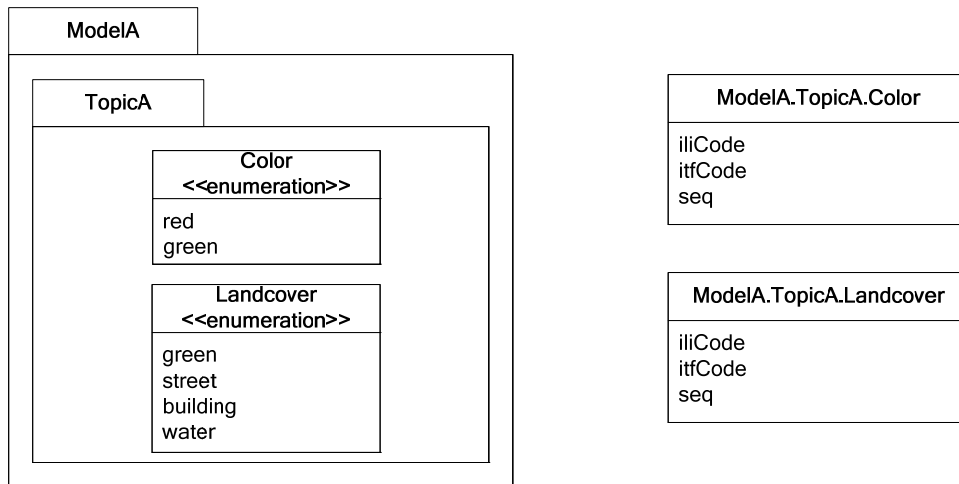 ModelA
TopicA
Color
<<enumeration>>
red
green
Landcover
<<enumeration>>
green
street
building
water
ModelA.TopicA.Color
iliCode
itfCode
seq
ModelA.TopicA.Landcover
iliCode
itfCode
seq